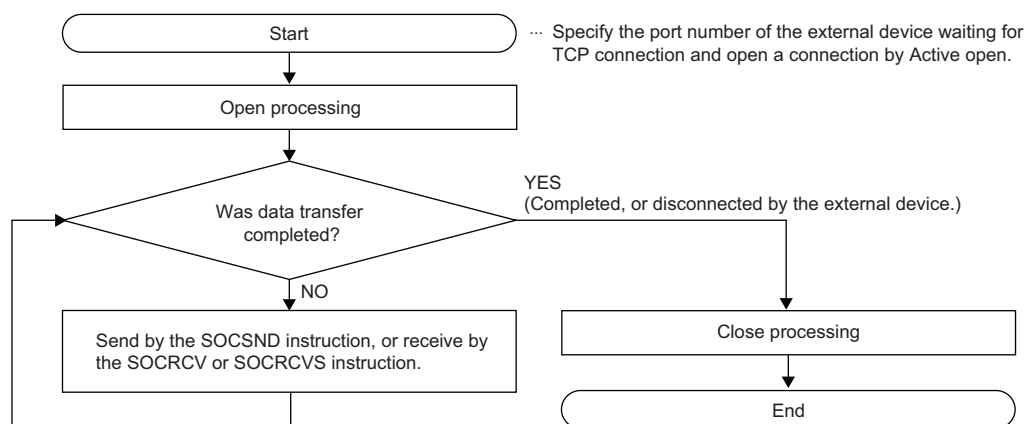 Start
··· Specify the port number of the external device waiting for
TCP connection and open a connection by Active open.
Open processing
Was data transfer
completed?
YES
(Completed, or disconnected by the external device.)
NO
Send by the SOCSND instruction, or receive by
the SOCRCV or SOCRCVS instruction.
Close processing
End